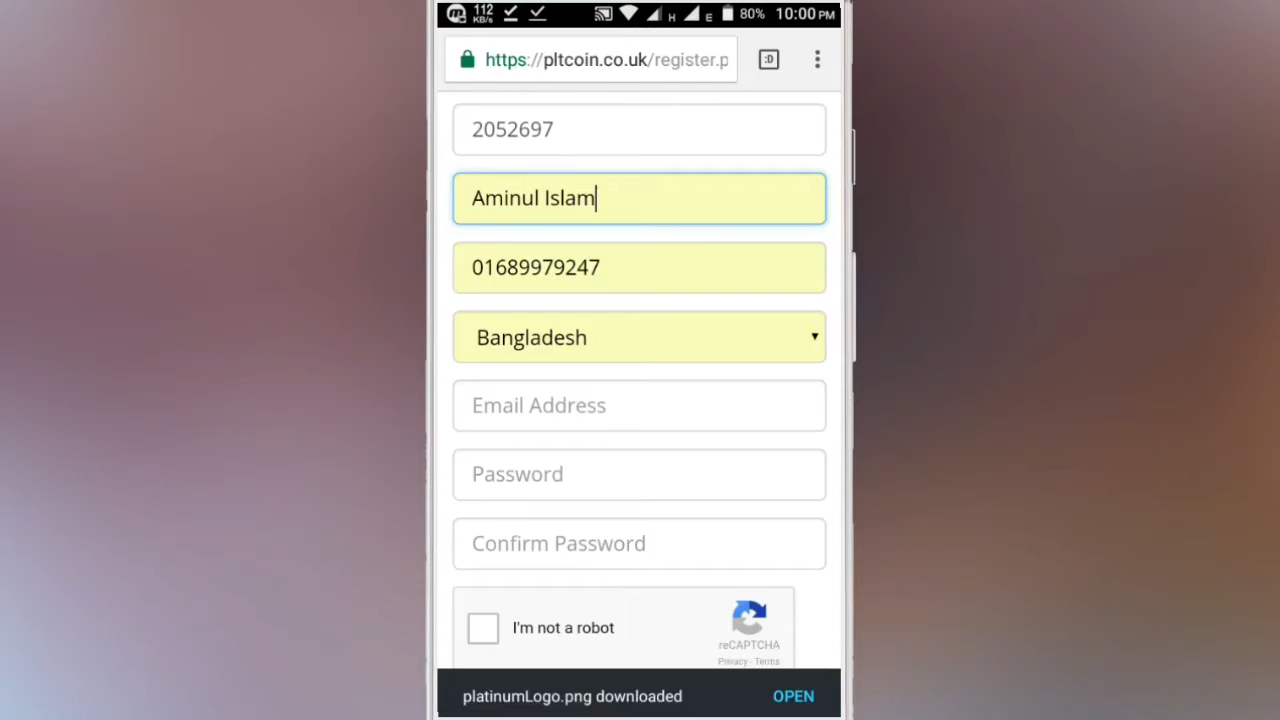 112 KB/s H E 80% 10:00 PM
https://pltcoin.co.uk/register.p :D
2052697
Aminul Islam
01689979247
Bangladesh
Email Address
Password
Confirm Password
I'm not a robot
reCAPTCHA
Privacy - Terms
platinumLogo.png downloaded OPEN